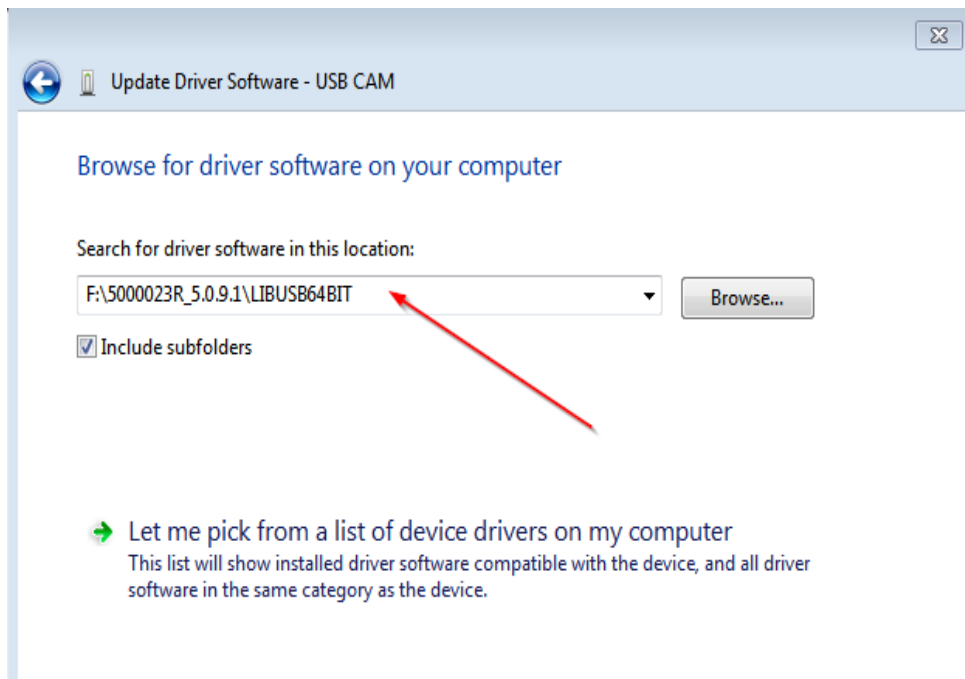 Update Driver Software - USB CAM
Browse for driver software on your computer
Search for driver software in this location:
F:\5000023R_5.0.9.1\LIBUSB64BIT
Browse...
Include subfolders
Let me pick from a list of device drivers on my computer
This list will show installed driver software compatible with the device, and all driver
software in the same category as the device.